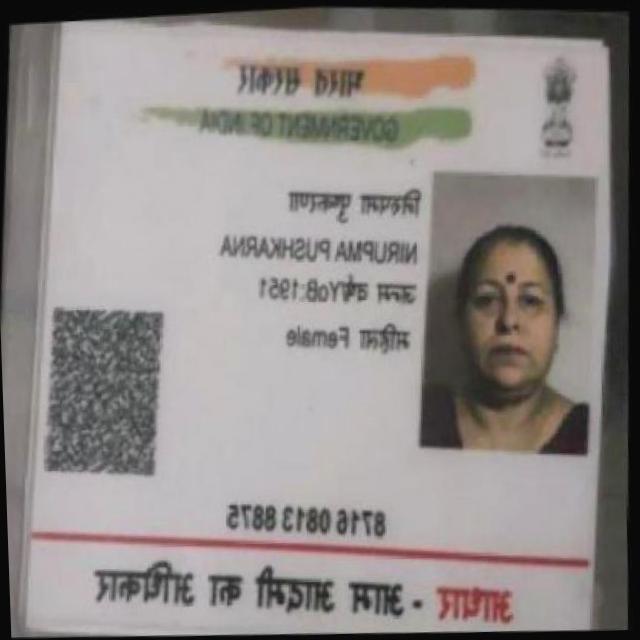 भारत सरकार
GOVERNMENT OF INDIA
निरुपमा पुष्करणा
NIRUPMA PUSHKARNA
जन्म वर्ष/YoB:1951
महिला Female
8716 0813 8875
आधार - आम आदमी का अधिकार